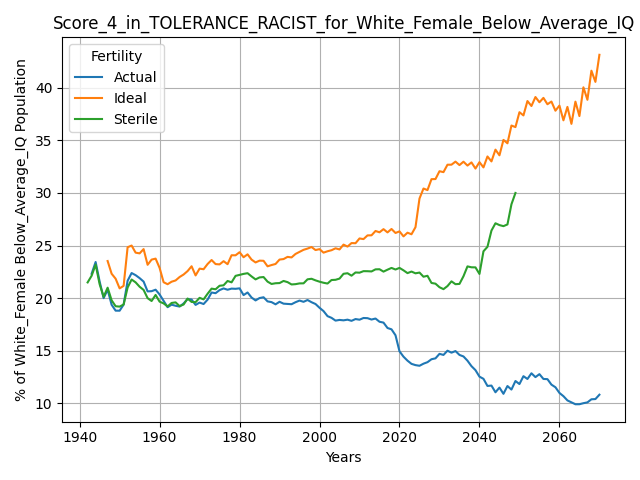 Score_4_in_TOLERANCE_RACIST_for_White_Female_Below_Average_IQ
% of White_Female Below_Average_IQ Population
Fertility
Actual
Ideal
Sterile
40
35
30
25
20
15
10
1940 1960 1980 2000 2020 2040 2060
Years